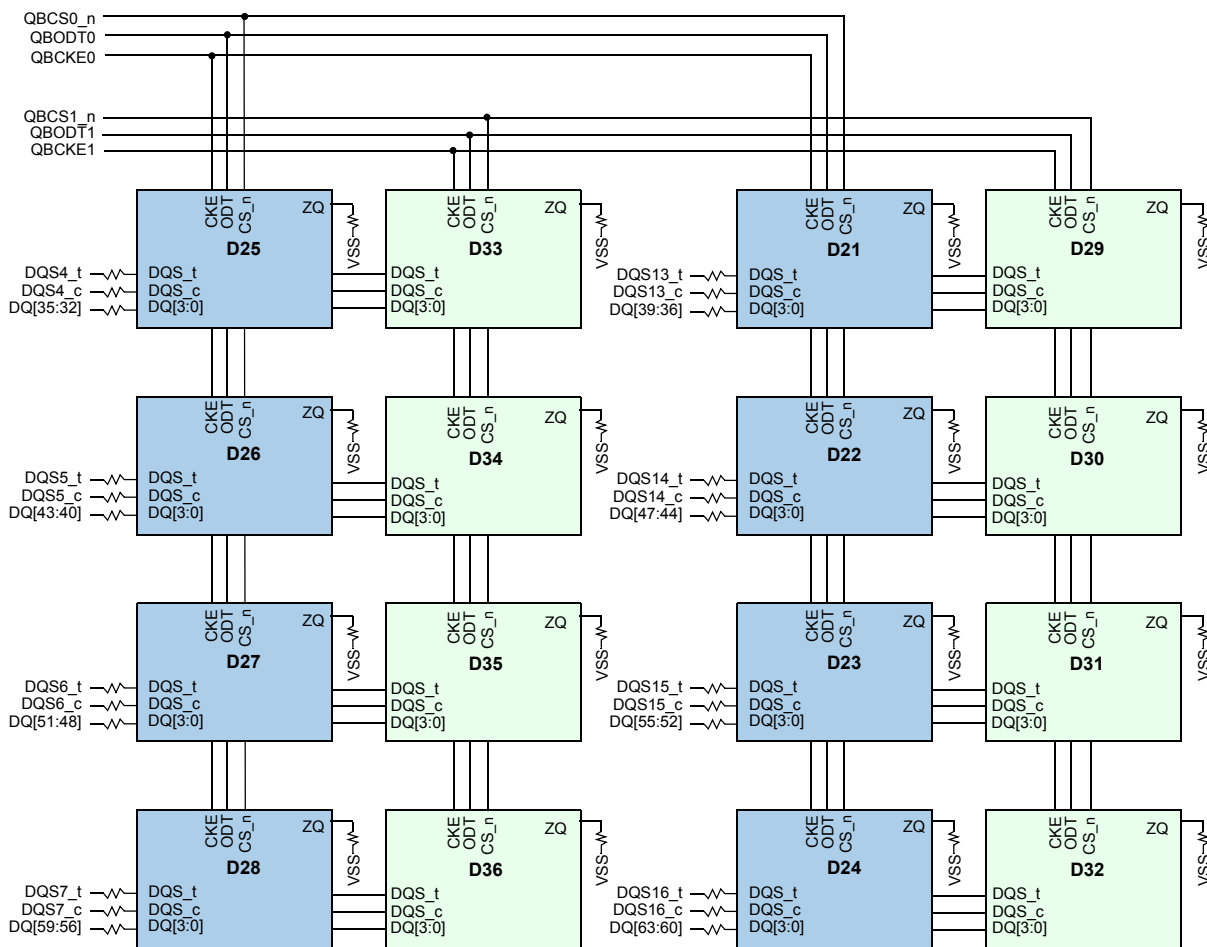 QBCS0_n
QBODT0
QBCKE0
QBCS1_n
QBODT1
QBCKE1
CKE ODT CS_n ZQ VSS
D25
DQS4_t DQS_t
DQS4_c DQS_c
DQ[35:32] DQ[3:0]
CKE ODT CS_n ZQ VSS
D33
DQS_t
DQS_c
DQ[3:0]
CKE ODT CS_n ZQ VSS
D21
DQS13_t DQS_t
DQS13_c DQS_c
DQ[39:36] DQ[3:0]
CKE ODT CS_n ZQ VSS
D29
DQS_t
DQS_c
DQ[3:0]
CKE ODT CS_n ZQ VSS
D26
DQS5_t DQS_t
DQS5_c DQS_c
DQ[43:40] DQ[3:0]
CKE ODT CS_n ZQ VSS
D34
DQS_t
DQS_c
DQ[3:0]
CKE ODT CS_n ZQ VSS
D22
DQS14_t DQS_t
DQS14_c DQS_c
DQ[47:44] DQ[3:0]
CKE ODT CS_n ZQ VSS
D30
DQS_t
DQS_c
DQ[3:0]
CKE ODT CS_n ZQ VSS
D27
DQS6_t DQS_t
DQS6_c DQS_c
DQ[51:48] DQ[3:0]
CKE ODT CS_n ZQ VSS
D35
DQS_t
DQS_c
DQ[3:0]
CKE ODT CS_n ZQ VSS
D23
DQS15_t DQS_t
DQS15_c DQS_c
DQ[55:52] DQ[3:0]
CKE ODT CS_n ZQ VSS
D31
DQS_t
DQS_c
DQ[3:0]
CKE ODT CS_n ZQ VSS
D28
DQS7_t DQS_t
DQS7_c DQS_c
DQ[59:56] DQ[3:0]
CKE ODT CS_n ZQ VSS
D36
DQS_t
DQS_c
DQ[3:0]
CKE ODT CS_n ZQ VSS
D24
DQS16_t DQS_t
DQS16_c DQS_c
DQ[63:60] DQ[3:0]
CKE ODT CS_n ZQ VSS
D32
DQS_t
DQS_c
DQ[3:0]